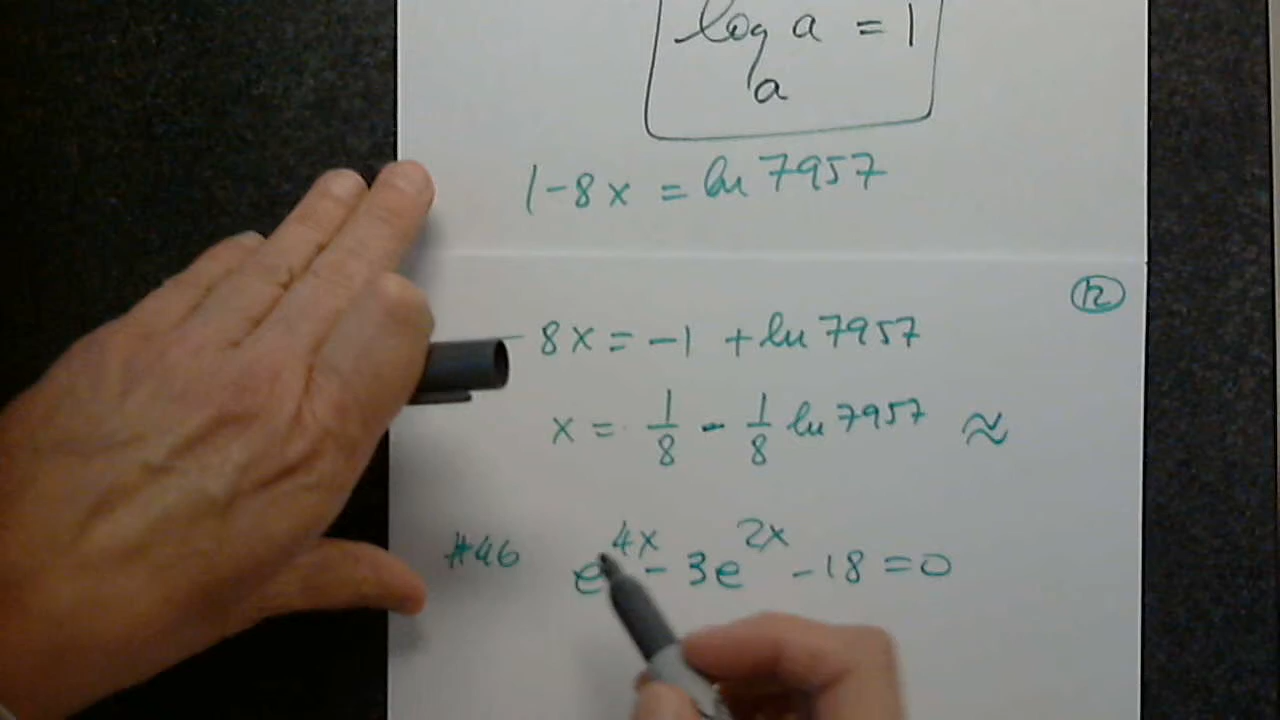 log_a a = 1
1-8x = ln 7957
12
-8x = -1 + ln 7957
x = 1/8 - 1/8 ln 7957 ≈
#46 e^{4x} - 3e^{2x} - 18 = 0